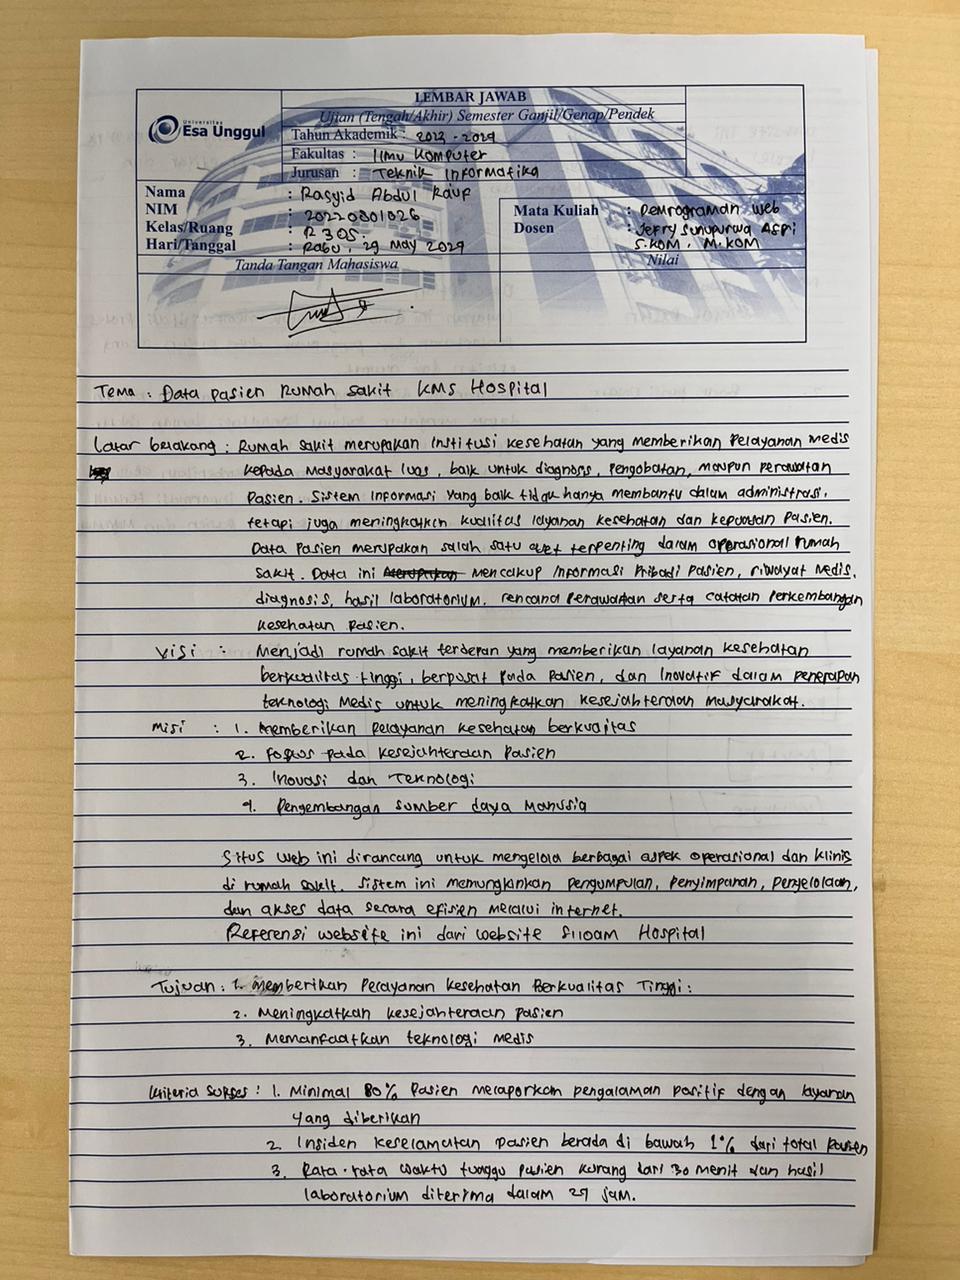 LEMBAR JAWAB
Ujian (Tengah/Akhir) Semester Ganjil/Genap/Pendek
Universitas
Esa Unggul
Tahun Akademik : 2023 - 2024
Fakultas : Ilmu Komputer
Jurusan : Teknik Informatika
Nama : Rasyid Abdul Rauf
NIM : 20220801026
Kelas/Ruang : R 305.
Hari/Tanggal : Rabu, 29 May 2024
Mata Kuliah : Pemrograman Web
Dosen : Jefry Sunupurwa Asri
S.KOM, M.KOM
Tanda Tangan Mahasiswa
Nilai
Tema : Data pasien Rumah sakit KMS Hospital
Latar belakang : Rumah sakit merupakan Institusi kesehatan yang memberikan pelayanan medis
kepada masyarakat luas, baik untuk diagnosis, pengobatan, maupun perawatan
Pasien. Sistem informasi yang baik tidak hanya membantu dalam administrasi,
tetapi juga meningkatkan kualitas layanan kesehatan dan kepuasan pasien.
Data Pasien merupakan salah satu aset terpenting dalam operasional rumah
sakit. Data ini merupakan mencakup informasi Pribadi Pasien, riwayat medis,
diagnosis, hasil laboratorium, rencana perawatan serta catatan perkembangan
kesehatan pasien.
Visi : Menjadi rumah sakit terdepan yang memberikan layanan kesehatan
berkualitas tinggi, berpusat pada pasien, dan inovatif dalam penerapan
teknologi medis untuk meningkatkan kesejahteraan masyarakat.
Misi : 1. Memberikan pelayanan kesehatan berkualitas
2. Fokus pada kesejahteraan pasien
3. Inovasi dan Teknologi
4. Pengembangan sumber daya Manusia
Situs web ini dirancang untuk mengelola berbagai aspek operasional dan klinis
di rumah sakit. Sistem ini memungkinkan pengumpulan, penyimpanan, pengelolaan,
dan akses data secara efisien melalui internet.
Referensi website ini dari website Siloam Hospital
Tujuan : 1. Memberikan Pelayanan kesehatan Berkualitas Tinggi :
2. Meningkatkan kesejahteraan pasien
3. Memanfaatkan teknologi medis
Kriteria Sukses : 1. Minimal 80% Pasien melaporkan pengalaman positif dengan layanan
yang diberikan
2. Insiden keselamatan pasien berada di bawah 1% dari total pasien
3. Rata-rata waktu tunggu pasien kurang dari 30 menit dan hasil
laboratorium diterima dalam 24 jam.